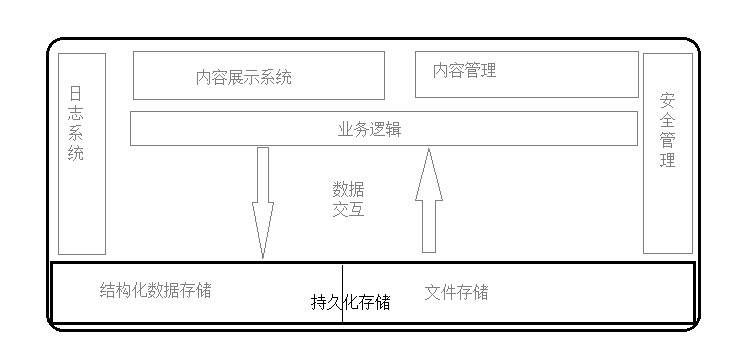 日志系统
内容展示系统
内容管理
安全管理
业务逻辑
数据
交互
结构化数据存储
持久化存储
文件存储